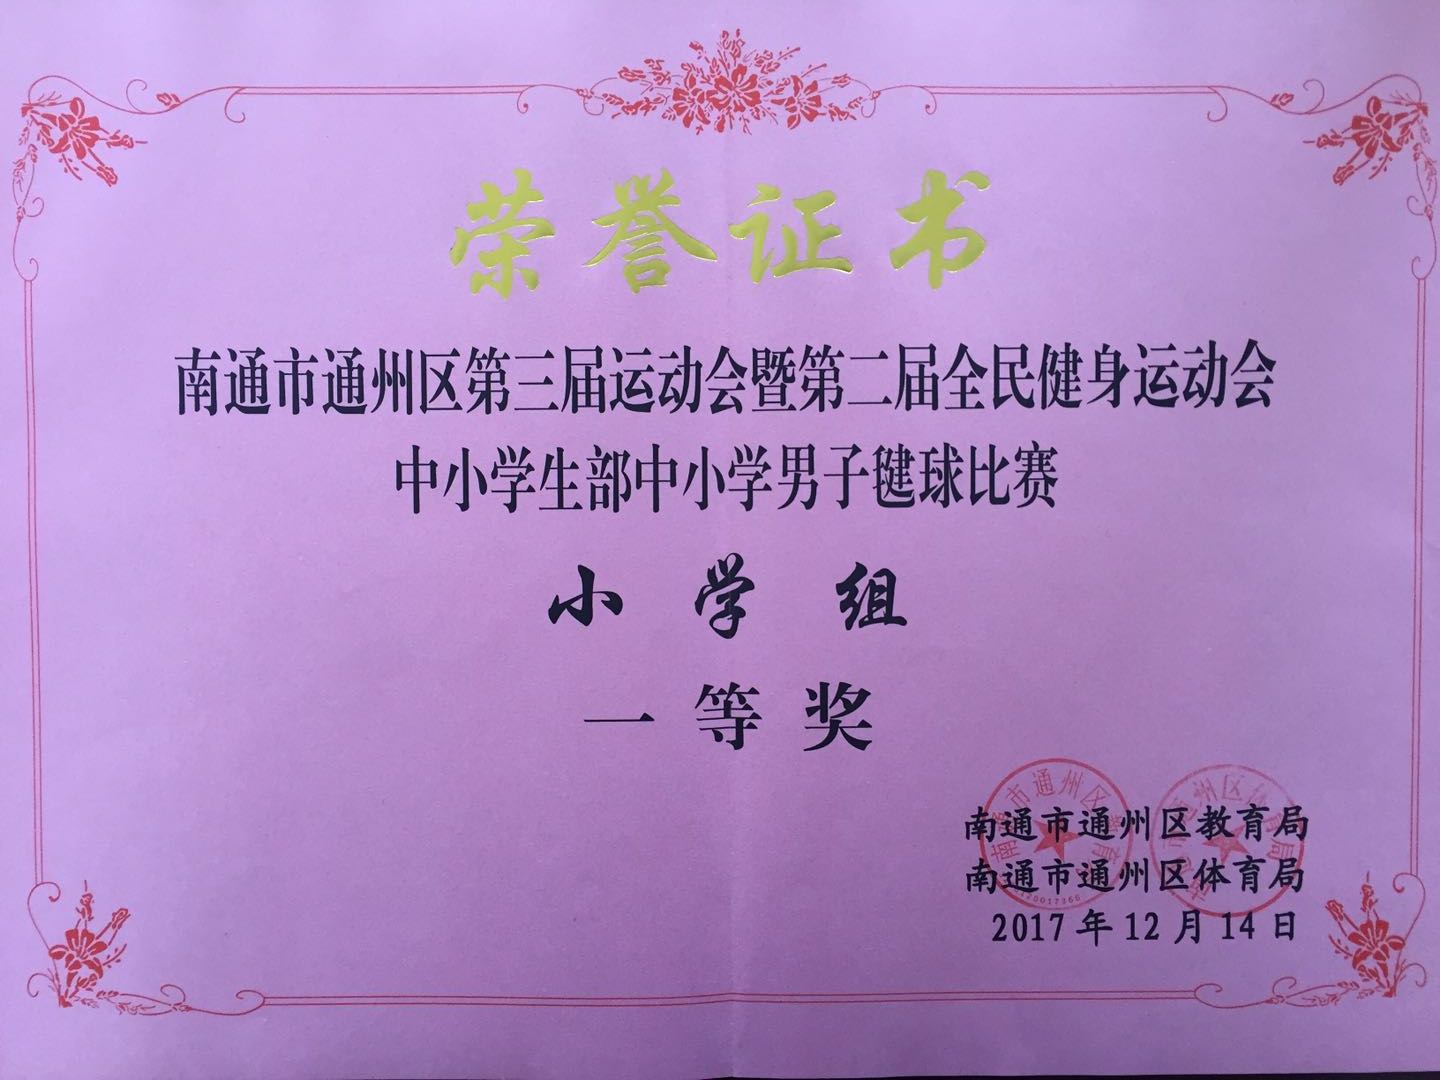 荣誉证书
南通市通州区第三届运动会暨第二届全民健身运动会
中小学生部中小学男子毽球比赛
小学组
一等奖
南通市通州区教育局
南通市通州区体育局
2017年12月14日